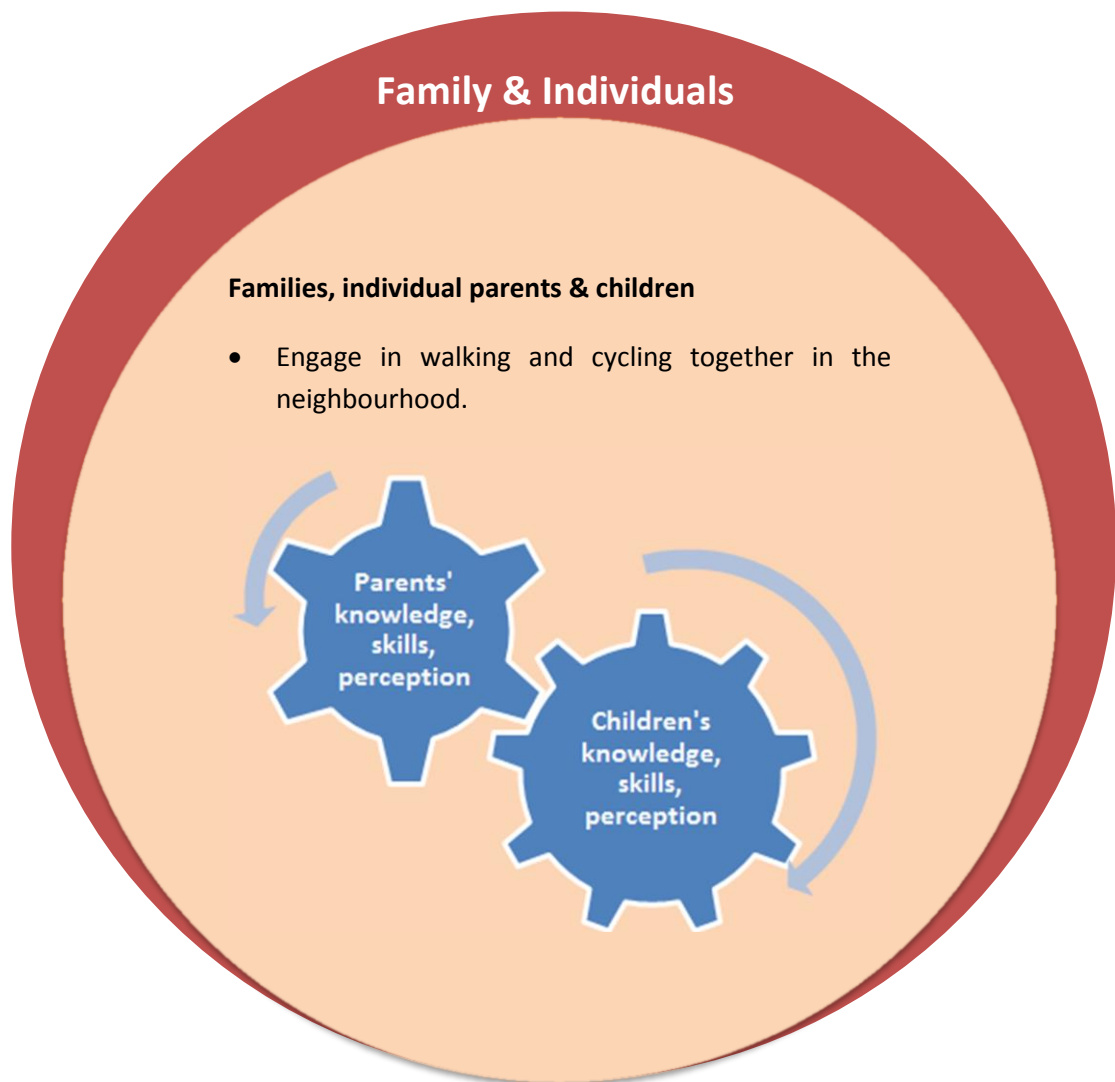 Family & Individuals
Families, individual parents & children
• Engage in walking and cycling together in the
neighbourhood.
Parents'
knowledge,
skills,
perception
Children's
knowledge,
skills,
perception